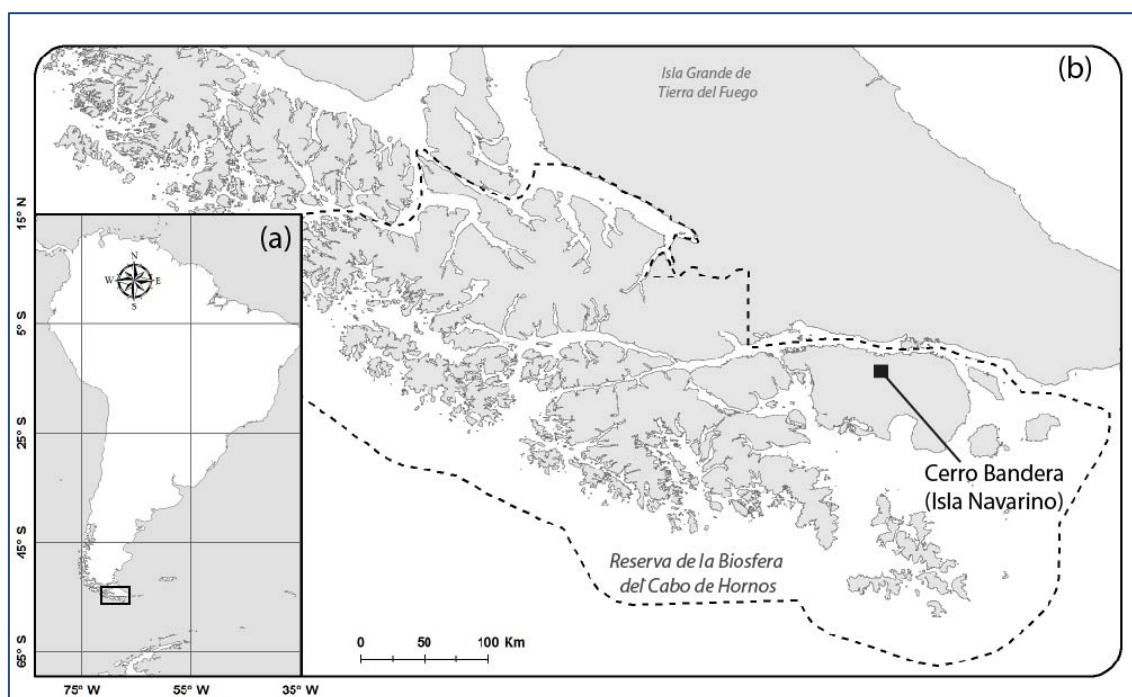 Isla Grande de
Tierra del Fuego
(b)
15° N
(a)
N
W E
S
5° S
25° S
Cerro Bandera
(Isla Navarino)
45° S
Reserva de la Biosfera
del Cabo de Hornos
0 50 100 Km
65° S
75° W 55° W 35° W